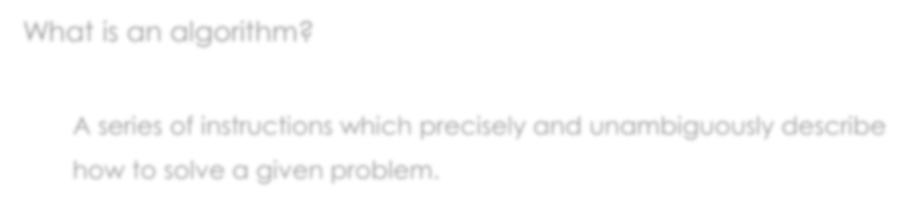 What is an algorithm?
A series of instructions which precisely and unambiguously describe
how to solve a given problem.